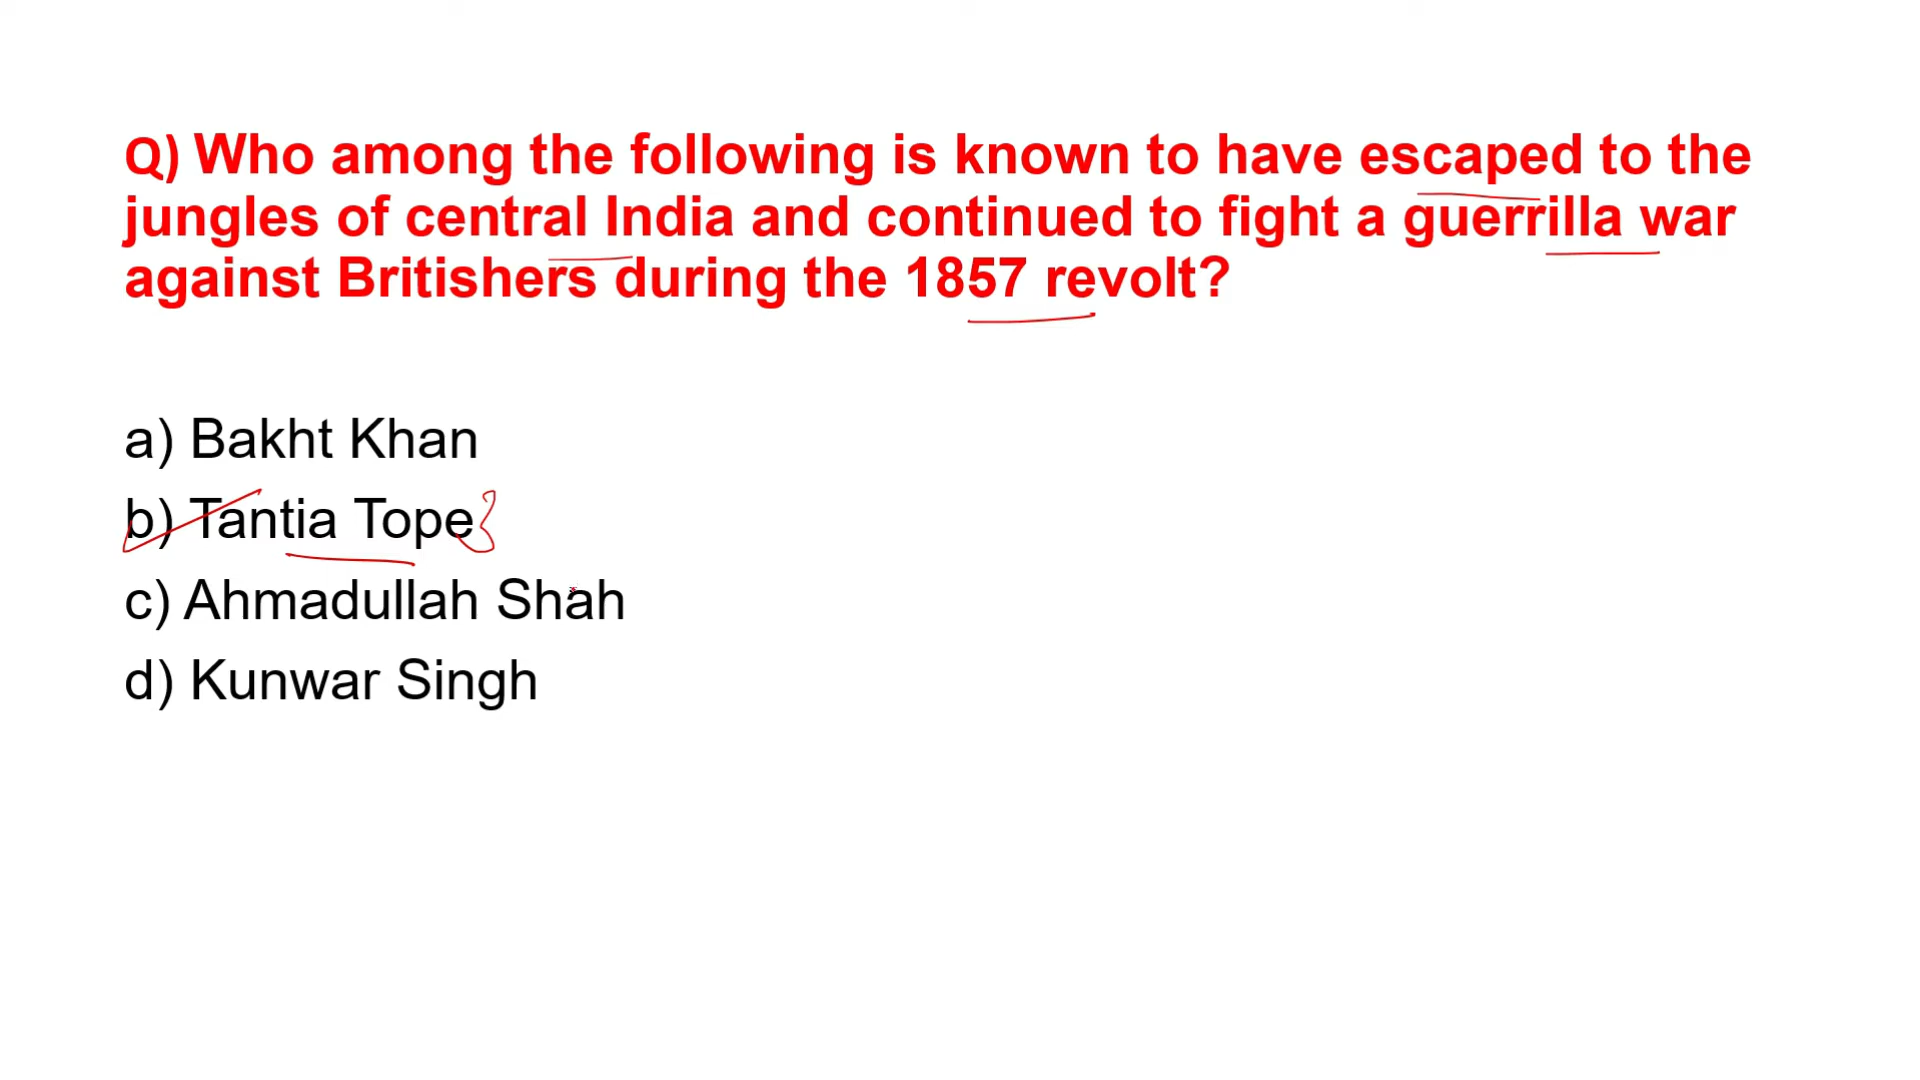 Q) Who among the following is known to have escaped to the
jungles of central India and continued to fight a guerrilla war
against Britishers during the 1857 revolt?
a) Bakht Khan
b) Tantia Tope
c) Ahmadullah Shah
d) Kunwar Singh